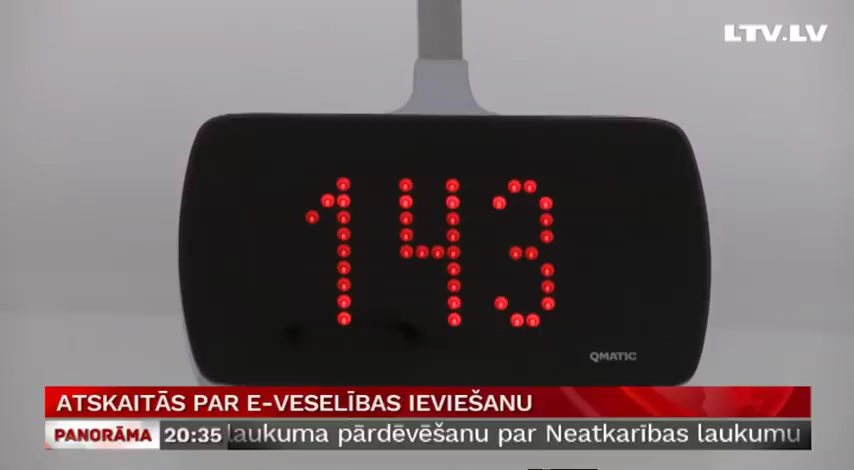 LTV.LV
143
QMATIC
ATSKAITĀS PAR E-VESELĪBAS IEVIEŠANU
PANORĀMA 20:35 laukuma pārdēvēšanu par Neatkarības laukumu